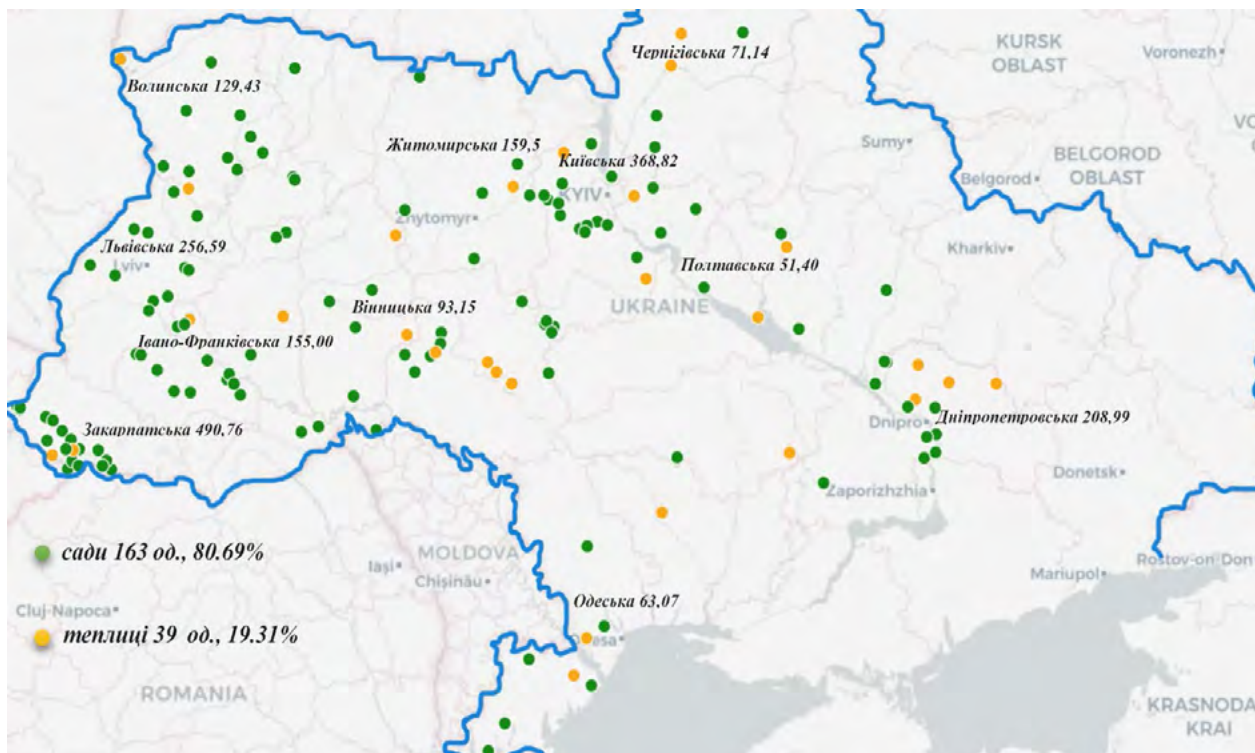 Чернігівська 71,14
KURSK
OBLAST
Voronezh
Волинська 129,43
Житомирська 159,5
Київська 368,82
Sumy
BELGOROD
OBLAST
Belgorod
KYIV
Zhytomyr
Львівська 256,59
Lviv
Полтавська 51,40
Kharkiv
UKRAINE
Вінницька 93,15
Івано-Франківська 155,00
Закарпатська 490,76
Дніпропетровська 208,99
Dnipro
Donetsk
Zaporizhzhia
сади 163 од., 80.69%
MOLDOVA
Iași
Chișinău
Mariupol
Rostov-on-Don
Cluj-Napoca
Одеська 63,07
теплиці 39 од., 19.31%
ROMANIA
KRASNODA
KRAI